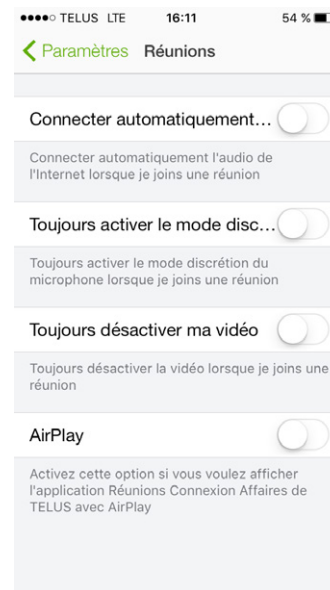 TELUS LTE 16:11 54 %
Paramètres Réunions
Connecter automatiquement...
Connecter automatiquement l'audio de
l'Internet lorsque je joins une réunion
Toujours activer le mode disc...
Toujours activer le mode discrétion du
microphone lorsque je joins une réunion
Toujours désactiver ma vidéo
Toujours désactiver la vidéo lorsque je joins une
réunion
AirPlay
Activez cette option si vous voulez afficher
l'application Réunions Connexion Affaires de
TELUS avec AirPlay